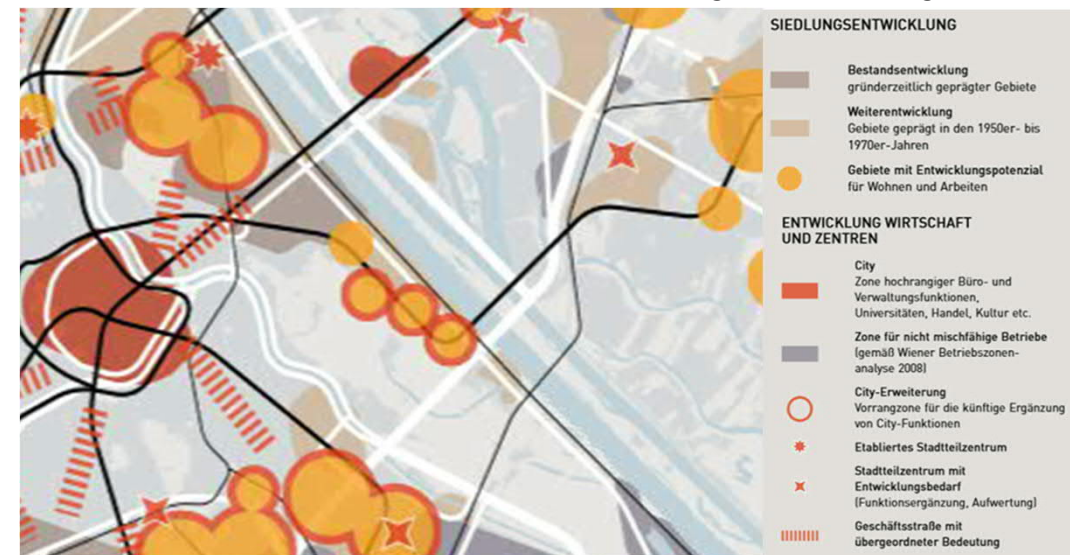 SIEDLUNGSENTWICKLUNG
Bestandsentwicklung
gründerzeitlich geprägter Gebiete
Weiterentwicklung
Gebiete geprägt in den 1950er- bis
1970er-Jahren
Gebiete mit Entwicklungspotenzial
für Wohnen und Arbeiten
ENTWICKLUNG WIRTSCHAFT
UND ZENTREN
City
Zone hochrangiger Büro- und
Verwaltungsfunktionen,
Universitäten, Handel, Kultur etc.
Zone für nicht mischfähige Betriebe
(gemäß Wiener Betriebszonen-
analyse 2008)
City-Erweiterung
Vorrangzone für die künftige Ergänzung
von City-Funktionen
Etabliertes Stadtteilzentrum
Stadtteilzentrum mit
Entwicklungsbedarf
(Funktionsergänzung, Aufwertung)
Geschäftsstraße mit
übergeordneter Bedeutung